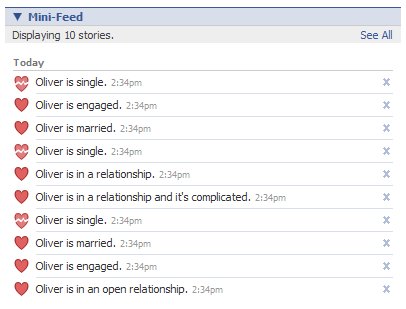 ▼ Mini-Feed
Displaying 10 stories. See All
Today
Oliver is single. 2:34pm x
Oliver is engaged. 2:34pm x
Oliver is married. 2:34pm x
Oliver is single. 2:34pm x
Oliver is in a relationship. 2:34pm x
Oliver is in a relationship and it's complicated. 2:34pm x
Oliver is single. 2:34pm x
Oliver is married. 2:34pm x
Oliver is engaged. 2:34pm x
Oliver is in an open relationship. 2:34pm x